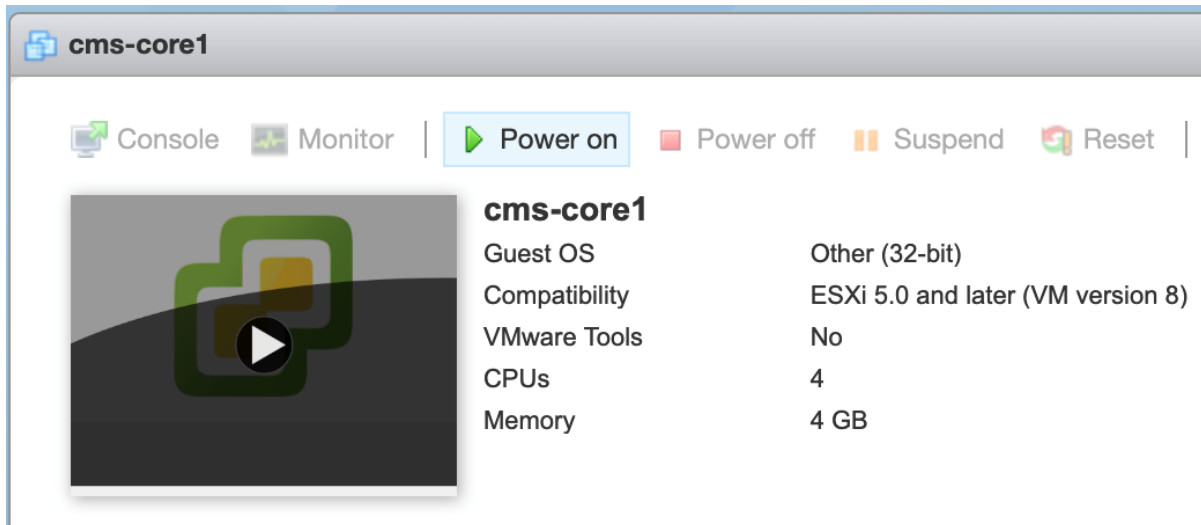 cms-core1
Console Monitor | Power on Power off Suspend Reset |
cms-core1
Guest OS Other (32-bit)
Compatibility ESXi 5.0 and later (VM version 8)
VMware Tools No
CPUs 4
Memory 4 GB